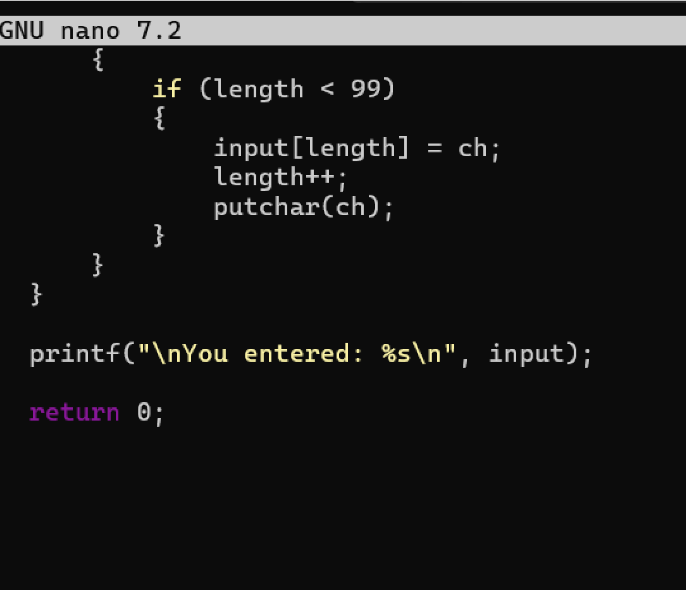 GNU nano 7.2
{
if (length < 99)
{
input[length] = ch;
length++;
putchar(ch);
}
}
}
printf("\nYou entered: %s\n", input);
return 0;